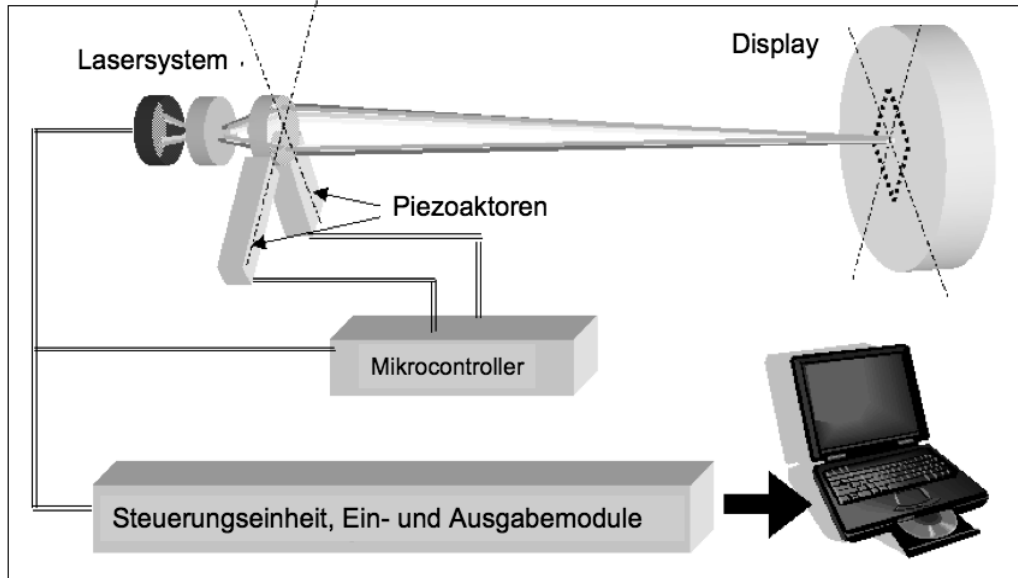 Display
Lasersystem
Piezoaktoren
Mikrocontroller
Steuerungseinheit, Ein- und Ausgabemodule